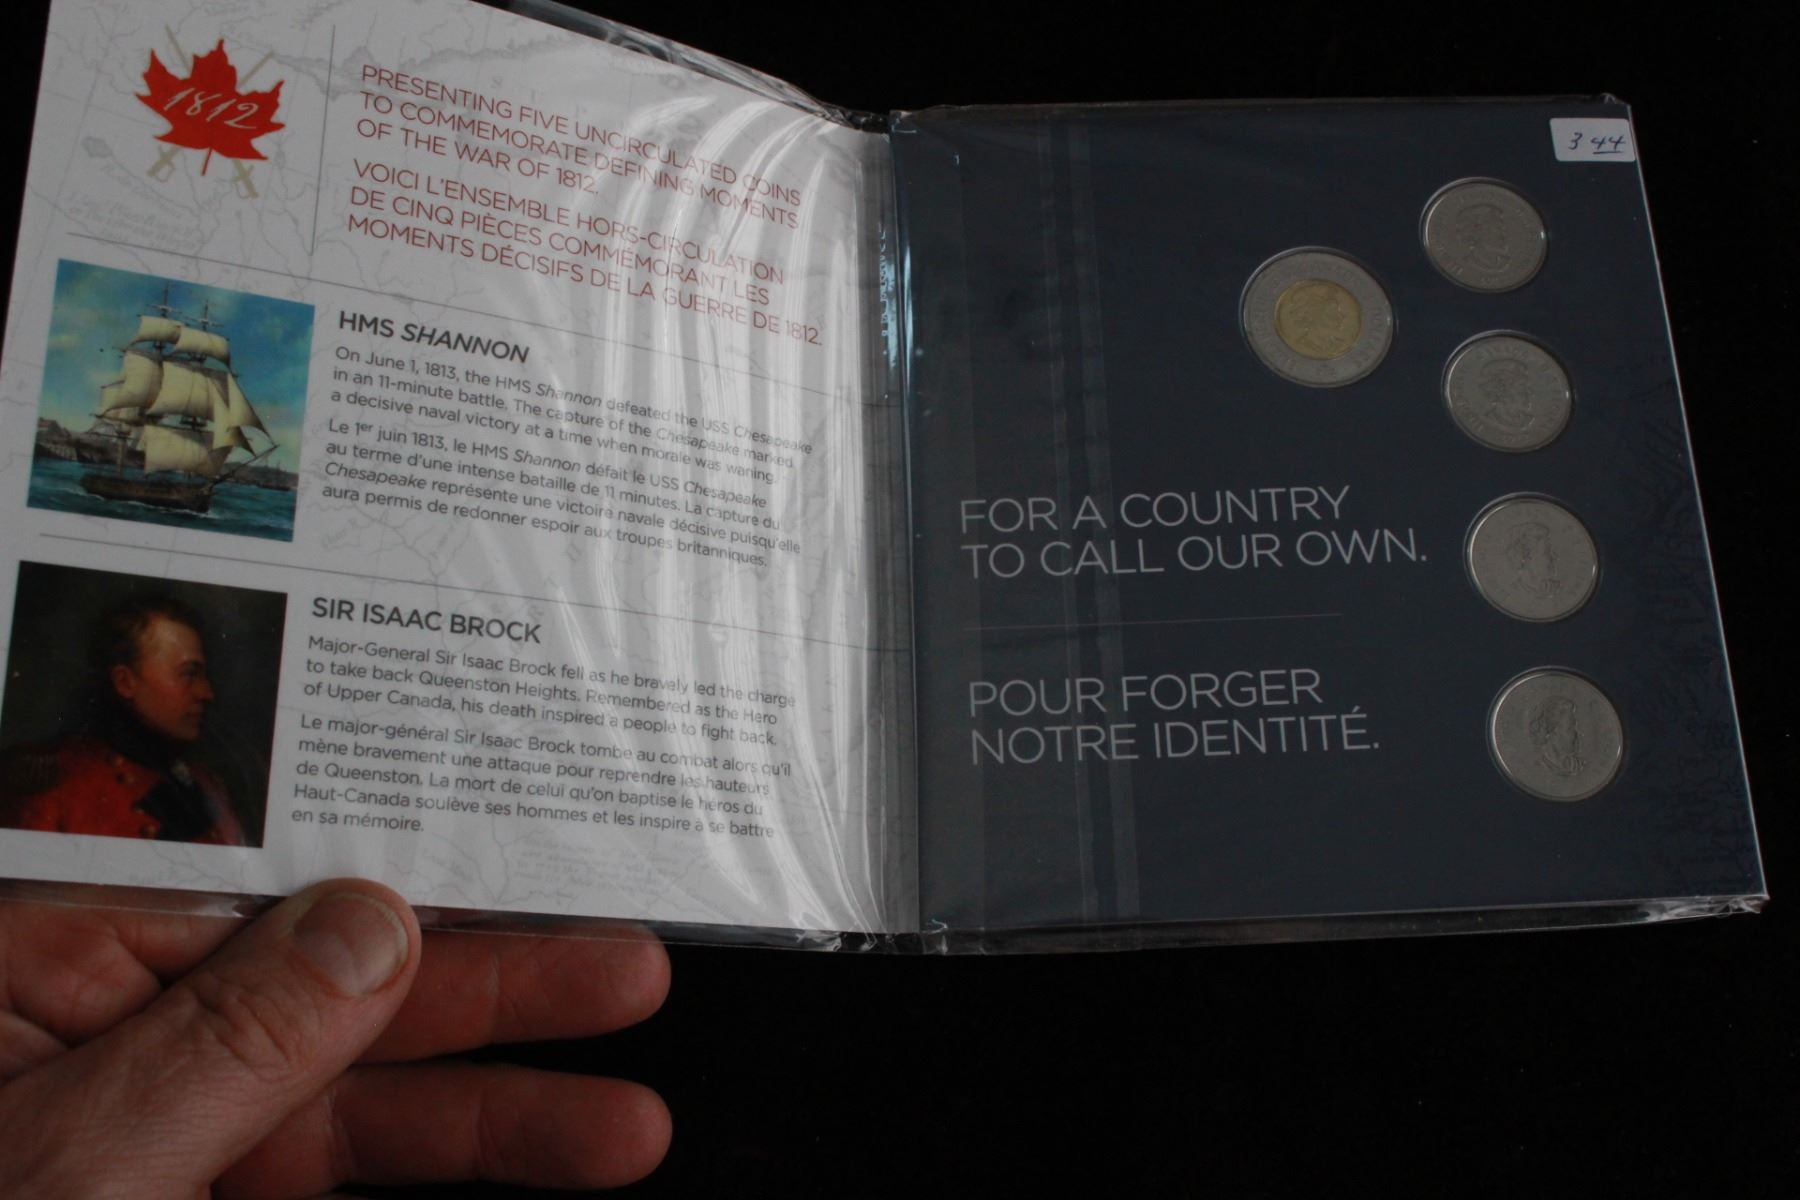 1812
PRESENTING FIVE UNCIRCULATED COINS
TO COMMEMORATE DEFINING MOMENTS
OF THE WAR OF 1812.
VOICI L'ENSEMBLE HORS-CIRCULATION
DE CINQ PIÈCES COMMÉMORANT LES
MOMENTS DÉCISIFS DE LA GUERRE DE 1812.
HMS SHANNON
On June 1, 1813, the HMS Shannon defeated the USS Chesapeake
in an 11-minute battle. The capture of the Chesapeake marked
a decisive naval victory at a time when morale was waning.
Le 1er juin 1813, le HMS Shannon défait le USS Chesapeake
au terme d'une intense bataille de 11 minutes. La capture du
Chesapeake représente une victoire navale décisive puisqu'elle
aura permis de redonner espoir aux troupes britanniques.
SIR ISAAC BROCK
Major-General Sir Isaac Brock fell as he bravely led the charge
to take back Queenston Heights. Remembered as the Hero
of Upper Canada, his death inspired a people to fight back.
Le major-général Sir Isaac Brock tombe au combat alors qu'il
mène bravement une attaque pour reprendre les hauteurs
de Queenston. La mort de celui qu'on baptise le héros du
Haut-Canada soulève ses hommes et les inspire à se battre
en sa mémoire.
3 44
FOR A COUNTRY
TO CALL OUR OWN.
POUR FORGER
NOTRE IDENTITÉ.